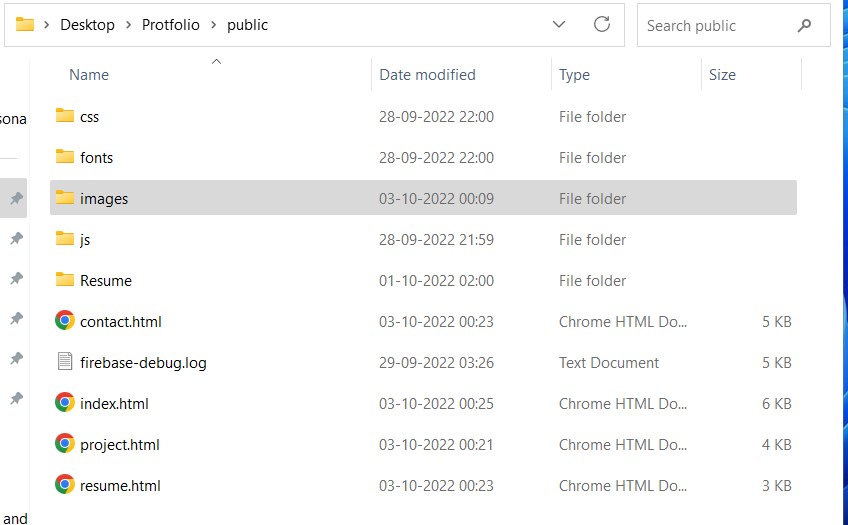 Desktop > Protfolio > public
Search public
Name Date modified Type Size
css 28-09-2022 22:00 File folder
fonts 28-09-2022 22:00 File folder
images 03-10-2022 00:09 File folder
js 28-09-2022 21:59 File folder
Resume 01-10-2022 02:00 File folder
contact.html 03-10-2022 00:23 Chrome HTML Do... 5 KB
firebase-debug.log 29-09-2022 03:26 Text Document 5 KB
index.html 03-10-2022 00:25 Chrome HTML Do... 6 KB
project.html 03-10-2022 00:21 Chrome HTML Do... 4 KB
resume.html 03-10-2022 00:23 Chrome HTML Do... 3 KB
sona
and